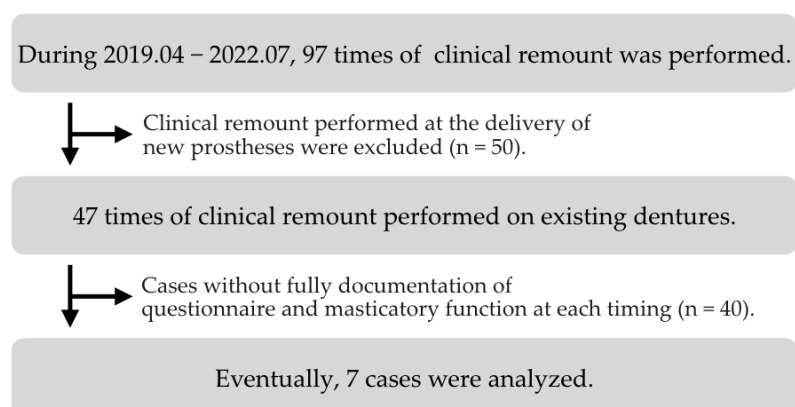 During 2019.04 – 2022.07, 97 times of clinical remount was performed.
Clinical remount performed at the delivery of
new prostheses were excluded (n = 50).
47 times of clinical remount performed on existing dentures.
Cases without fully documentation of
questionnaire and masticatory function at each timing (n = 40).
Eventually, 7 cases were analyzed.